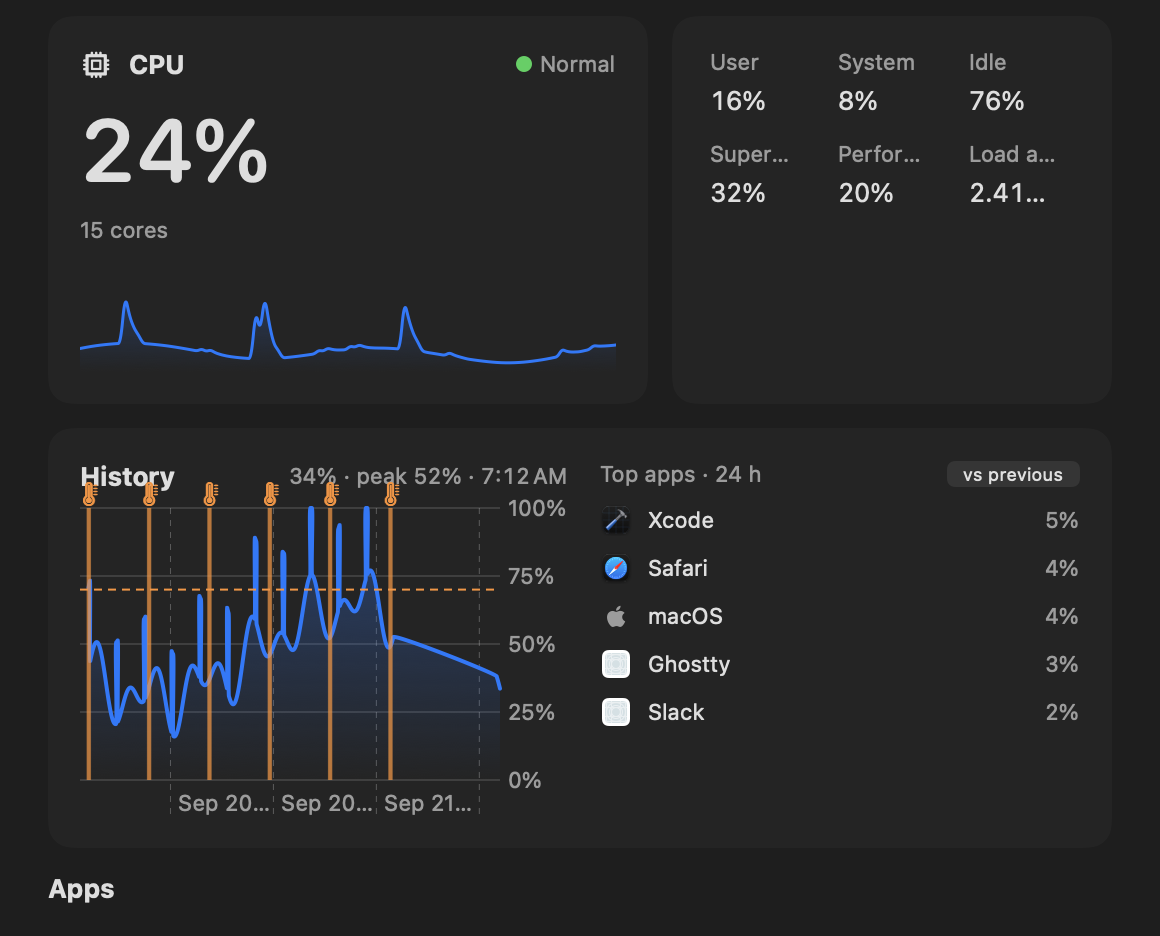 CPU
Normal
24%
15 cores
User System Idle
16% 8% 76%
Super... Perfor... Load a...
32% 20% 2.41...
History 34% · peak 52% · 7:12 AM
100%
75%
50%
25%
0%
Sep 20... Sep 20... Sep 21...
Top apps · 24 h vs previous
Xcode 5%
Safari 4%
macOS 4%
Ghostty 3%
Slack 2%
Apps